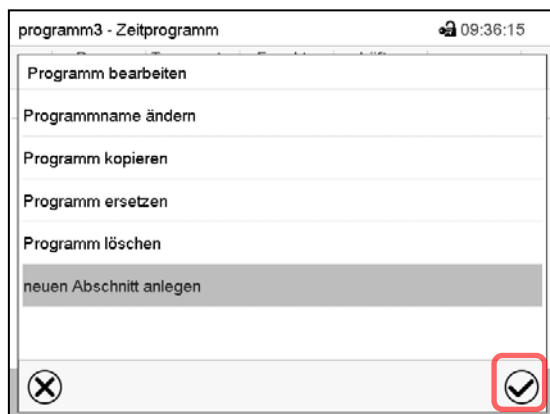 programm3 - Zeitprogramm 09:36:15
Programm bearbeiten
Programmname ändern
Programm kopieren
Programm ersetzen
Programm löschen
neuen Abschnitt anlegen